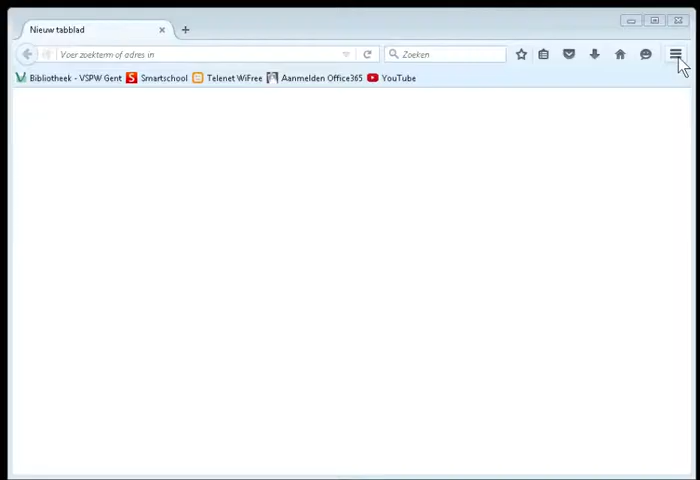 Nieuw tabblad
Voer zoekterm of adres in
Zoeken
Bibliotheek - VSPW Gent
Smartschool
Telenet WiFree
Aanmelden Office365
YouTube